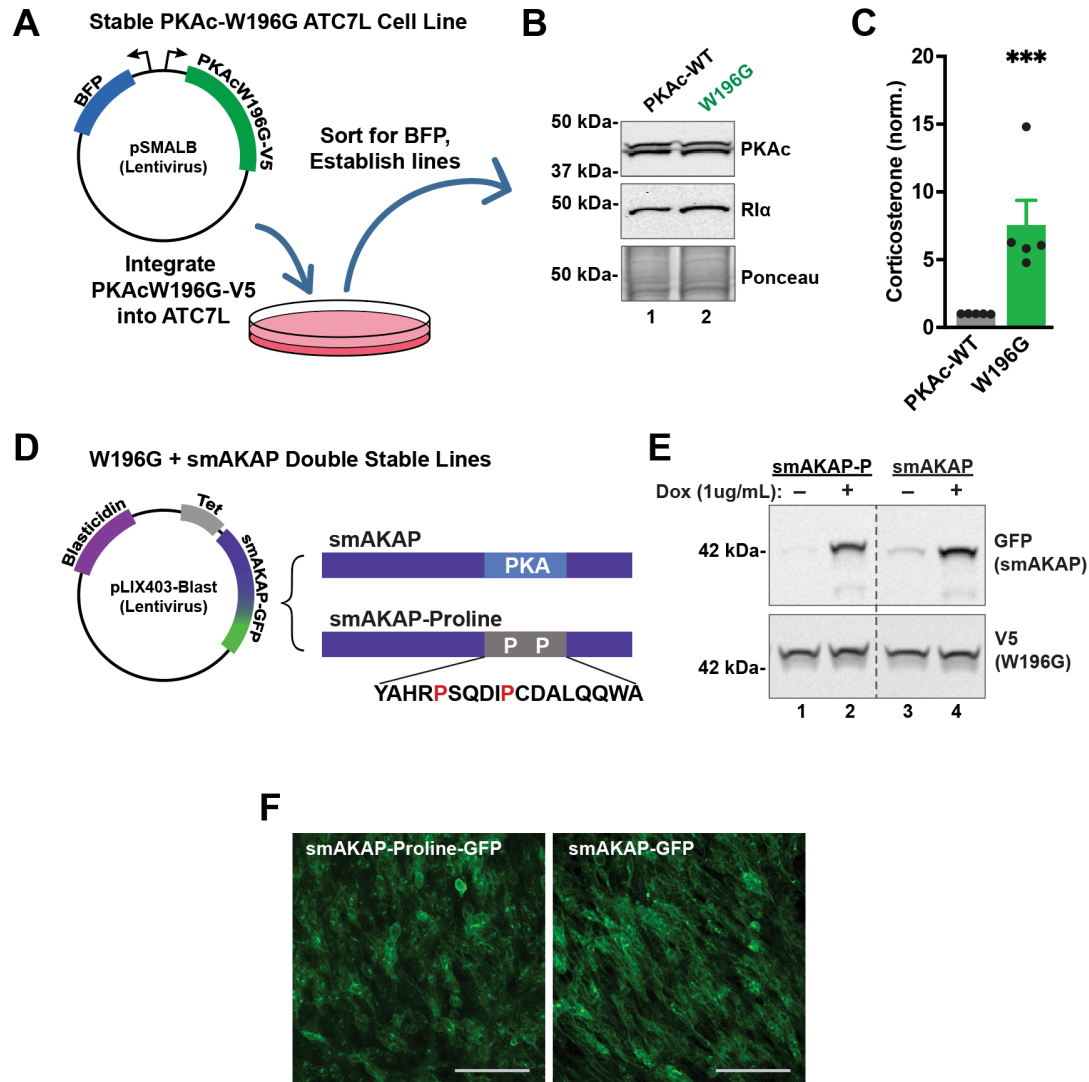 A
Stable PKAc-W196G ATC7L Cell Line
BFP
PKAcW196G-V5
pSMALB
(Lentivirus)
Sort for BFP,
Establish lines
Integrate
PKAcW196G-V5
into ATC7L
B
PKAc-WT
W196G
50 kDa-
PKAc
37 kDa-
50 kDa-
RIα
50 kDa-
Ponceau
1 2
C
Corticosterone (norm.)
20
15
10
5
0
***
PKAc-WT
W196G
D
W196G + smAKAP Double Stable Lines
Blasticidin
Tet
smAKAP-GFP
pLIX403-Blast
(Lentivirus)
smAKAP
PKA
smAKAP-Proline
P P
YAHRPSQDIPCDALQQWA
E
smAKAP-P smAKAP
Dox (1ug/mL): – + – +
42 kDa-
GFP
(smAKAP)
42 kDa-
V5
(W196G)
1 2 3 4
F
smAKAP-Proline-GFP
smAKAP-GFP